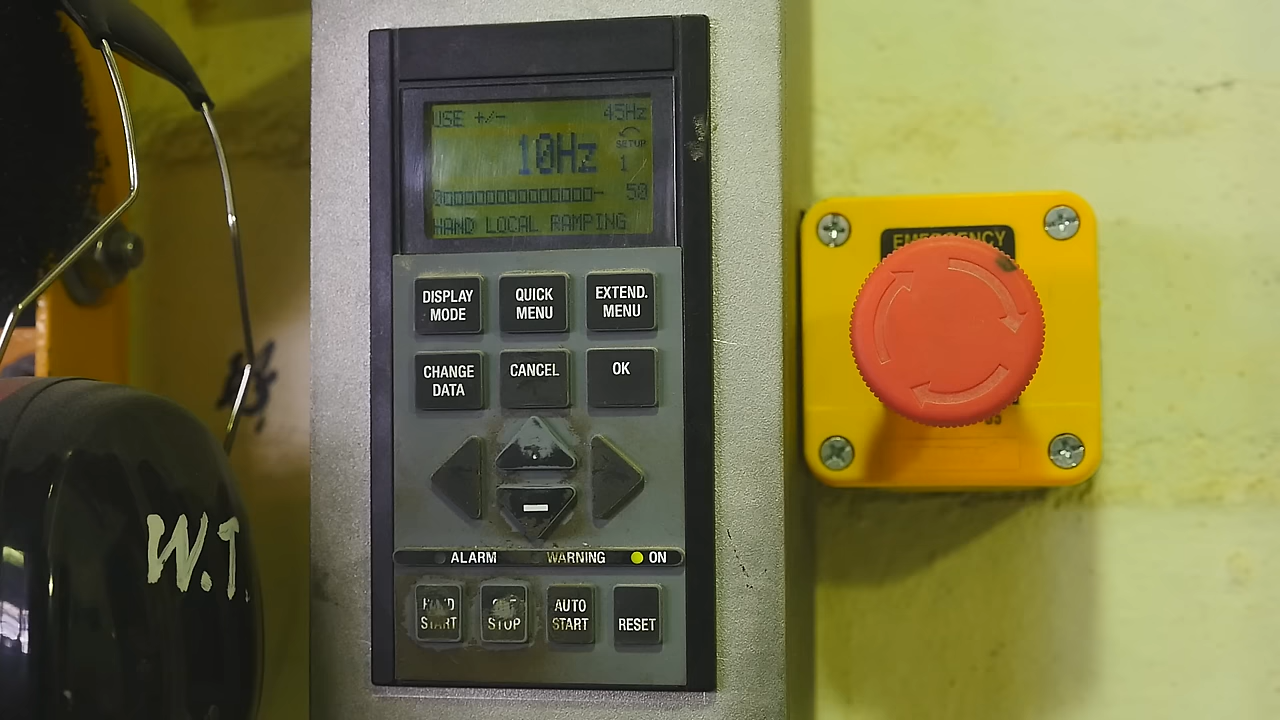 USE +/- 45Hz
10Hz
SETUP
1
50
HAND LOCAL RAMPING
DISPLAY MODE
QUICK MENU
EXTEND. MENU
CHANGE DATA
CANCEL
OK
ALARM WARNING ON
HAND START
STOP
AUTO START
RESET
EMERGENCY
W.T.